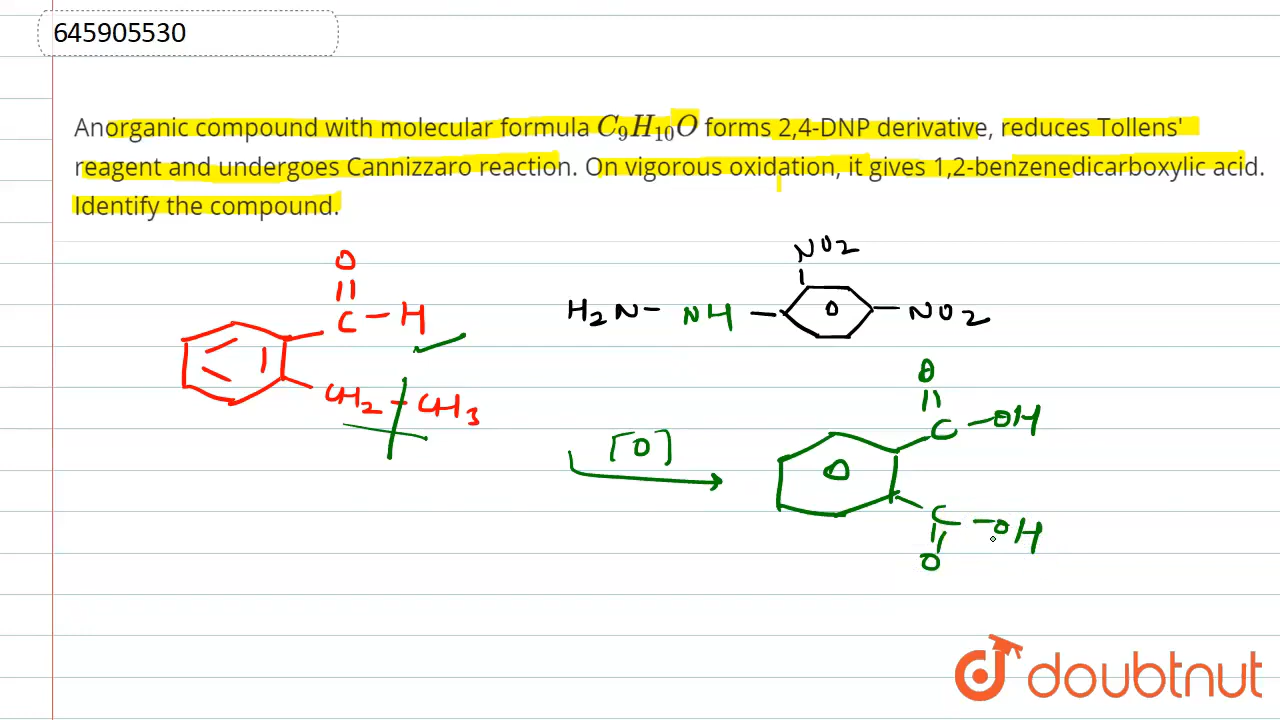 645905530
Anorganic compound with molecular formula C₉H₁₀O forms 2,4-DNP derivative, reduces Tollens'
reagent and undergoes Cannizzaro reaction. On vigorous oxidation, it gives 1,2-benzenedicarboxylic acid.
Identify the compound.
NO2
O
H2N- NH
NO2
C - H
O
CH2 - CH3
C -OH
[O]
O
C -OH
O
doubtnut